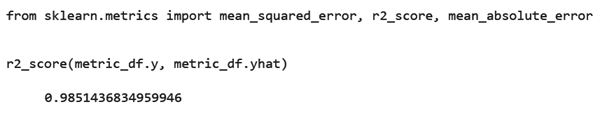 from sklearn.metrics import mean_squared_error, r2_score, mean_absolute_error
r2_score(metric_df.y, metric_df.yhat)
0.9851436834959946